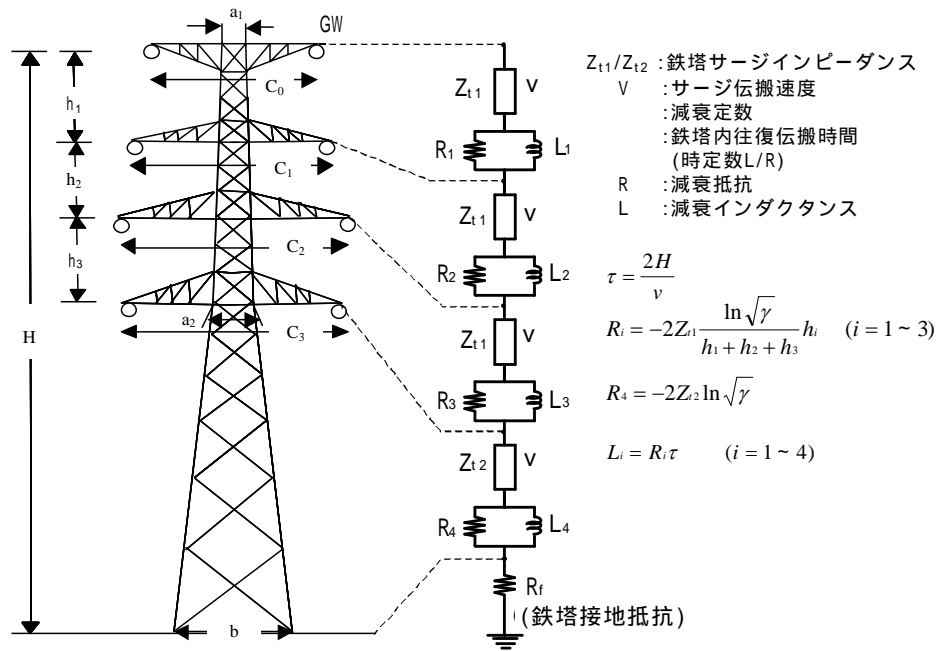 a₁
GW
C₀
h₁
C₁
h₂
C₂
h₃
H
a₂
C₃
b
Zₜ₁ v
R₁ L₁
Zₜ₁ v
R₂ L₂
Zₜ₁ v
R₃ L₃
Zₜ₂ v
R₄ L₄
R_f
(鉄塔接地抵抗)
Zₜ₁/Zₜ₂ :鉄塔サージインピーダンス
V :サージ伝搬速度
:減衰定数
:鉄塔内往復伝搬時間
(時定数L/R)
R :減衰抵抗
L :減衰インダクタンス
τ = 2H/v
Rᵢ = −2Zₜ₁ (ln√γ)/(h₁ + h₂ + h₃) hᵢ (i = 1 ~ 3)
R₄ = −2Zₜ₂ ln√γ
Lᵢ = Rᵢτ (i = 1 ~ 4)